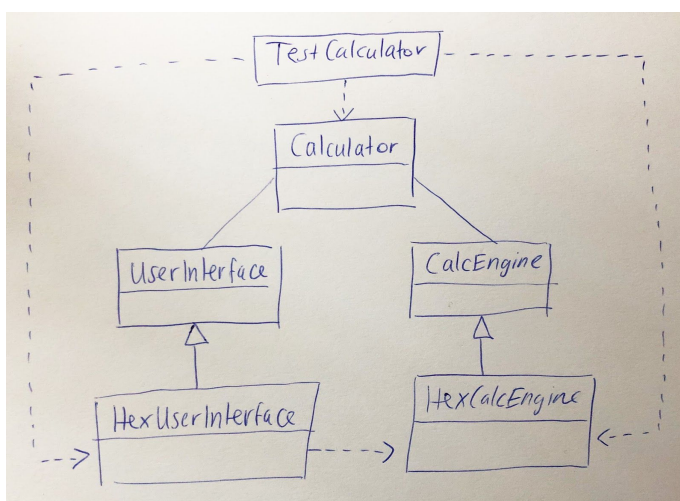 TestCalculator
Calculator
UserInterface
CalcEngine
HexUserInterface
HexCalcEngine